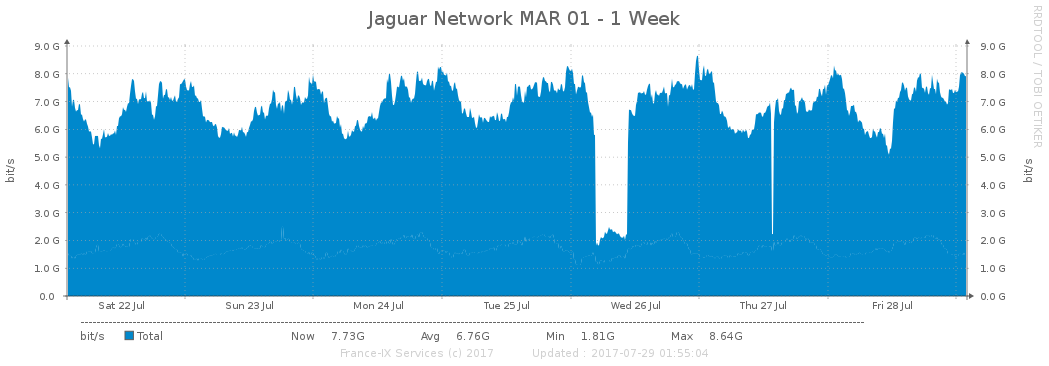 Jaguar Network MAR 01 - 1 Week
RRDTOOL / TOBI OETIKER
bit/s
9.0 G 9.0 G
8.0 G 8.0 G
7.0 G 7.0 G
6.0 G 6.0 G
5.0 G 5.0 G
4.0 G 4.0 G
3.0 G 3.0 G
2.0 G 2.0 G
1.0 G 1.0 G
0.0 0.0 G
bit/s
Sat 22 Jul Sun 23 Jul Mon 24 Jul Tue 25 Jul Wed 26 Jul Thu 27 Jul Fri 28 Jul
bit/s Total Now 7.73G Avg 6.76G Min 1.81G Max 8.64G
France-IX Services (c) 2017 Updated : 2017-07-29 01:55:04